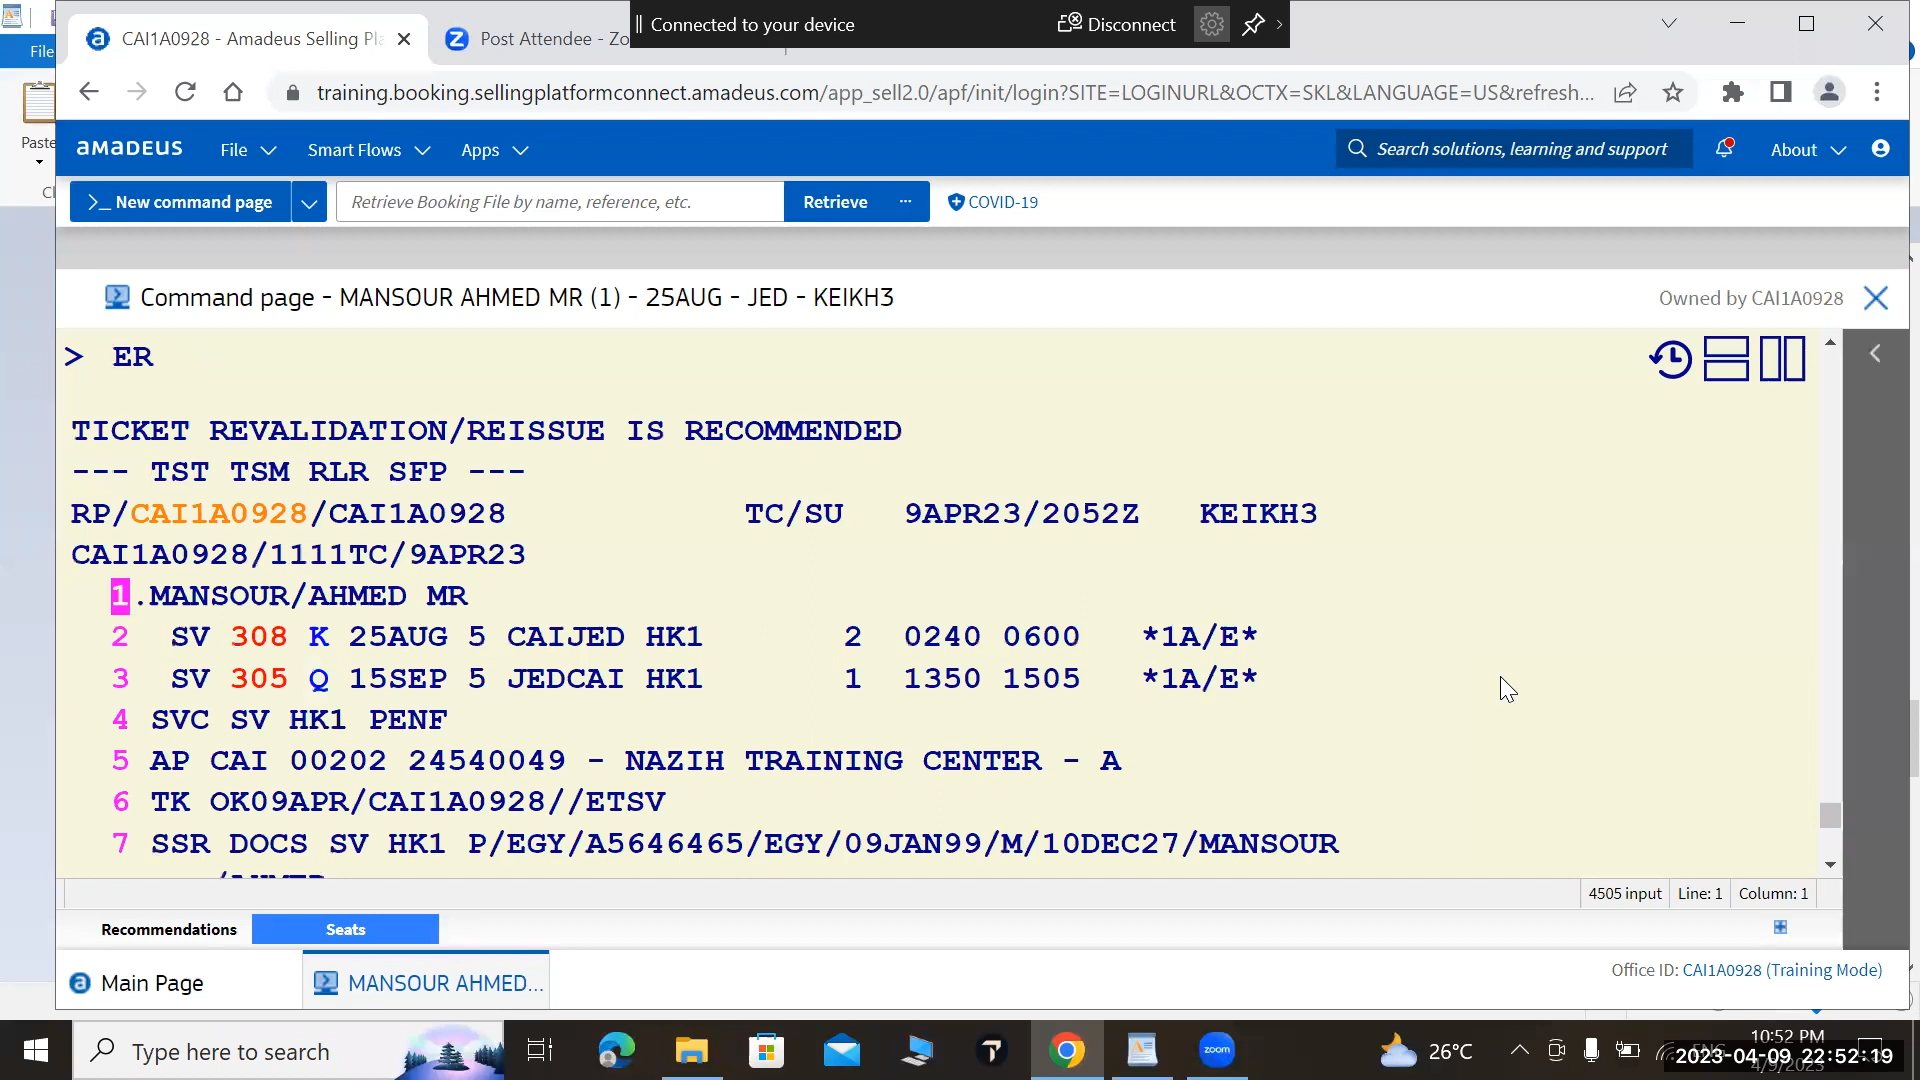 CAI1A0928 - Amadeus Selling Pla
Post Attendee - Zo
Connected to your device
Disconnect
File
training.booking.sellingplatformconnect.amadeus.com/app_sell2.0/apf/init/login?SITE=LOGINURL&OCTX=SKL&LANGUAGE=US&refresh...
Paste
amadeus
File
Smart Flows
Apps
Search solutions, learning and support
About
>_ New command page
Retrieve Booking File by name, reference, etc.
Retrieve
...
COVID-19
Command page - MANSOUR AHMED MR (1) - 25AUG - JED - KEIKH3
Owned by CAI1A0928
> ER
TICKET REVALIDATION/REISSUE IS RECOMMENDED
--- TST TSM RLR SFP ---
RP/CAI1A0928/CAI1A0928 TC/SU 9APR23/2052Z KEIKH3
CAI1A0928/1111TC/9APR23
1.MANSOUR/AHMED MR
2 SV 308 K 25AUG 5 CAIJED HK1 2 0240 0600 *1A/E*
3 SV 305 Q 15SEP 5 JEDCAI HK1 1 1350 1505 *1A/E*
4 SVC SV HK1 PENF
5 AP CAI 00202 24540049 - NAZIH TRAINING CENTER - A
6 TK OK09APR/CAI1A0928//ETSV
7 SSR DOCS SV HK1 P/EGY/A5646465/EGY/09JAN99/M/10DEC27/MANSOUR
/AHMED
4505 input
Line: 1
Column: 1
Recommendations
Seats
Main Page
MANSOUR AHMED...
Office ID: CAI1A0928 (Training Mode)
Type here to search
zoom
26°C
10:52 PM
2023-04-09 22:52:19
4/9/2023